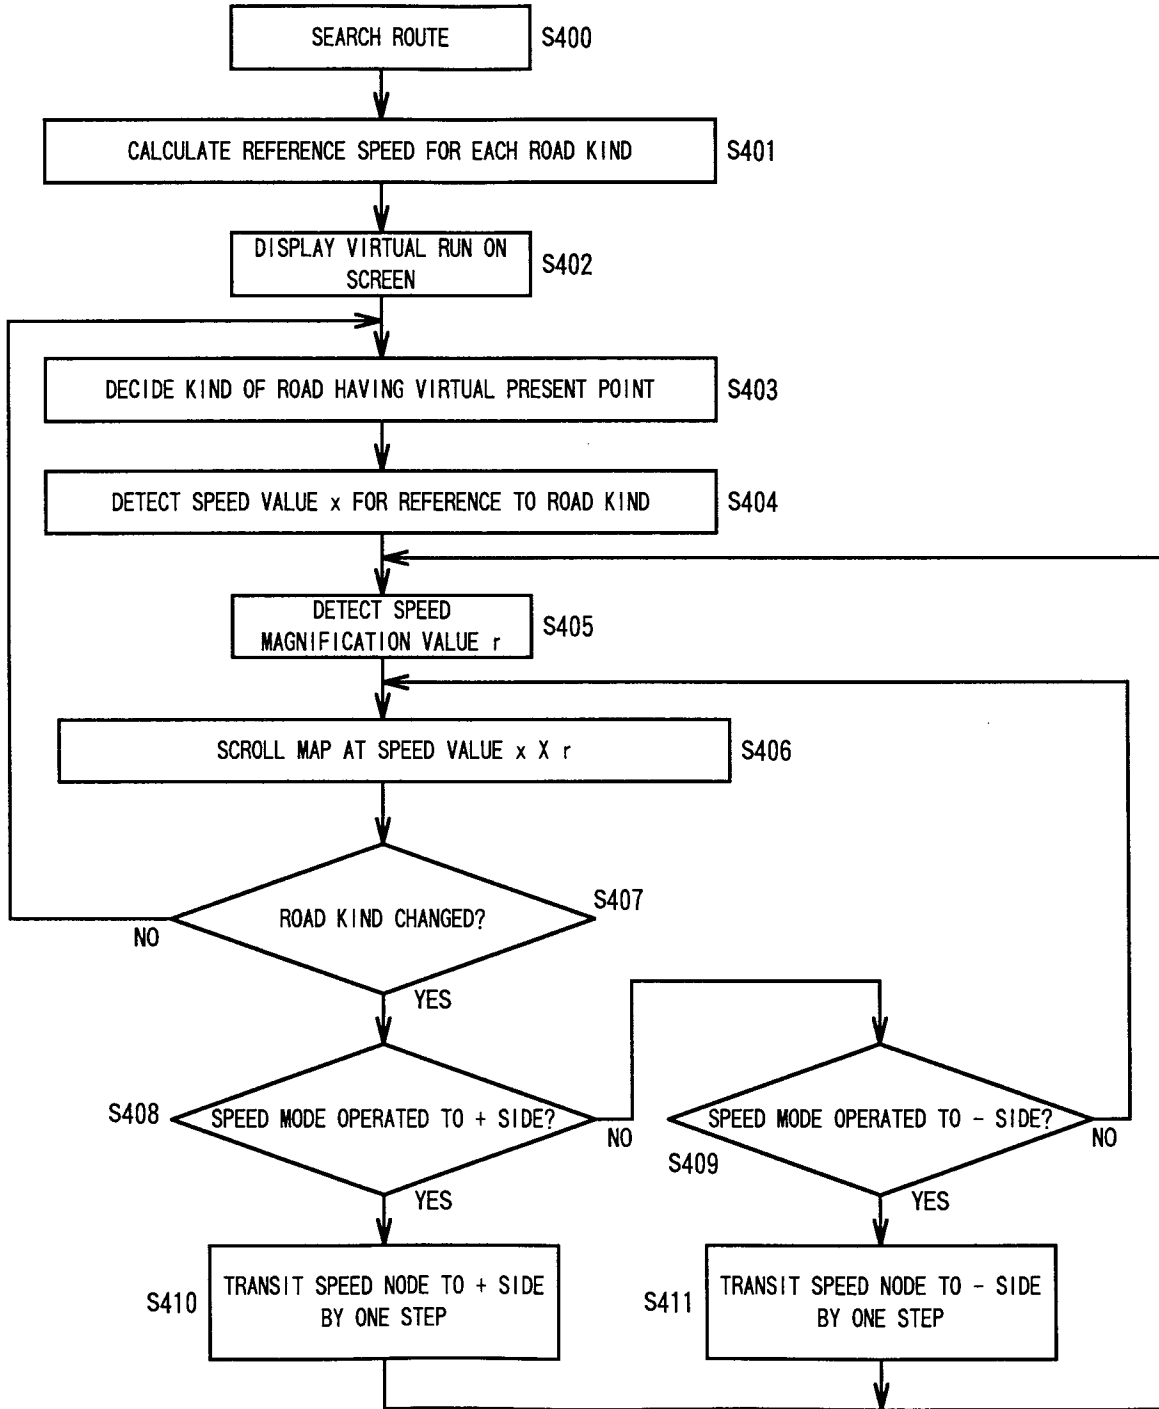 SEARCH ROUTE
S400
CALCULATE REFERENCE SPEED FOR EACH ROAD KIND
S401
DISPLAY VIRTUAL RUN ON
SCREEN
S402
DECIDE KIND OF ROAD HAVING VIRTUAL PRESENT POINT
S403
DETECT SPEED VALUE x FOR REFERENCE TO ROAD KIND
S404
DETECT SPEED
MAGNIFICATION VALUE r
S405
SCROLL MAP AT SPEED VALUE x X r
S406
ROAD KIND CHANGED?
S407
NO
YES
S408
SPEED MODE OPERATED TO + SIDE?
NO
YES
SPEED MODE OPERATED TO - SIDE?
S409
NO
YES
S410
TRANSIT SPEED NODE TO + SIDE
BY ONE STEP
S411
TRANSIT SPEED NODE TO - SIDE
BY ONE STEP